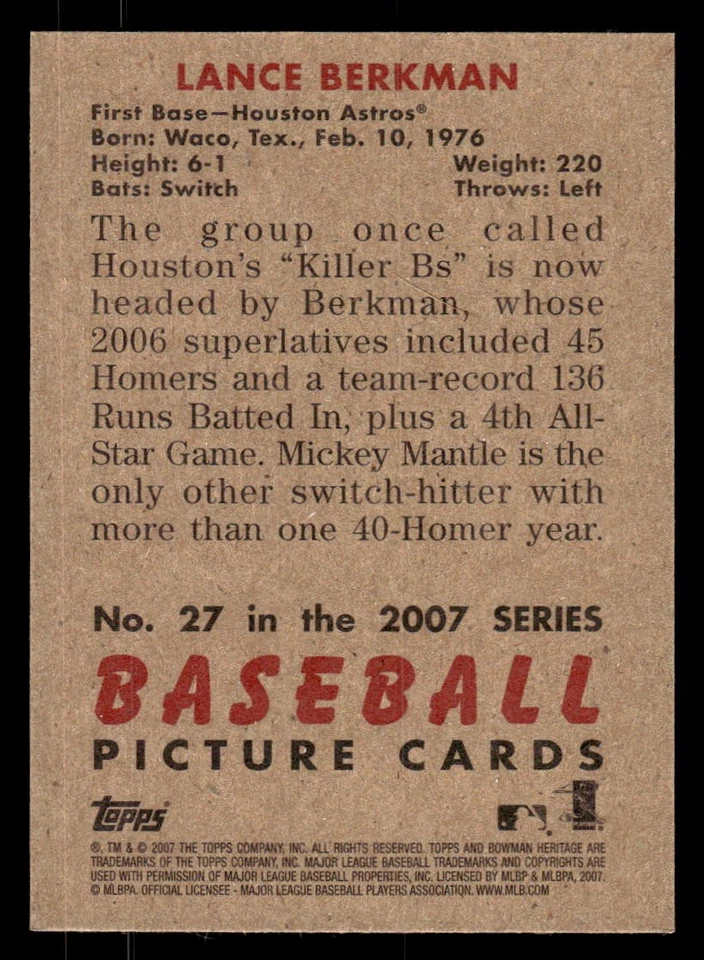 LANCE BERKMAN
First Base—Houston Astros®
Born: Waco, Tex., Feb. 10, 1976
Height: 6-1 Weight: 220
Bats: Switch Throws: Left
The group once called
Houston's "Killer Bs" is now
headed by Berkman, whose
2006 superlatives included 45
Homers and a team-record 136
Runs Batted In, plus a 4th All-
Star Game. Mickey Mantle is the
only other switch-hitter with
more than one 40-Homer year.
No. 27 in the 2007 SERIES
BASEBALL
PICTURE CARDS
Topps
®, TM & © 2007 THE TOPPS COMPANY, INC. ALL RIGHTS RESERVED. TOPPS AND BOWMAN HERITAGE ARE
TRADEMARKS OF THE TOPPS COMPANY, INC. MAJOR LEAGUE BASEBALL TRADEMARKS AND COPYRIGHTS ARE
USED WITH PERMISSION OF MAJOR LEAGUE BASEBALL PROPERTIES, INC. LICENSED BY MLBP & MLBPA, 2007.
© MLBPA. OFFICIAL LICENSEE - MAJOR LEAGUE BASEBALL PLAYERS ASSOCIATION. WWW.MLB.COM